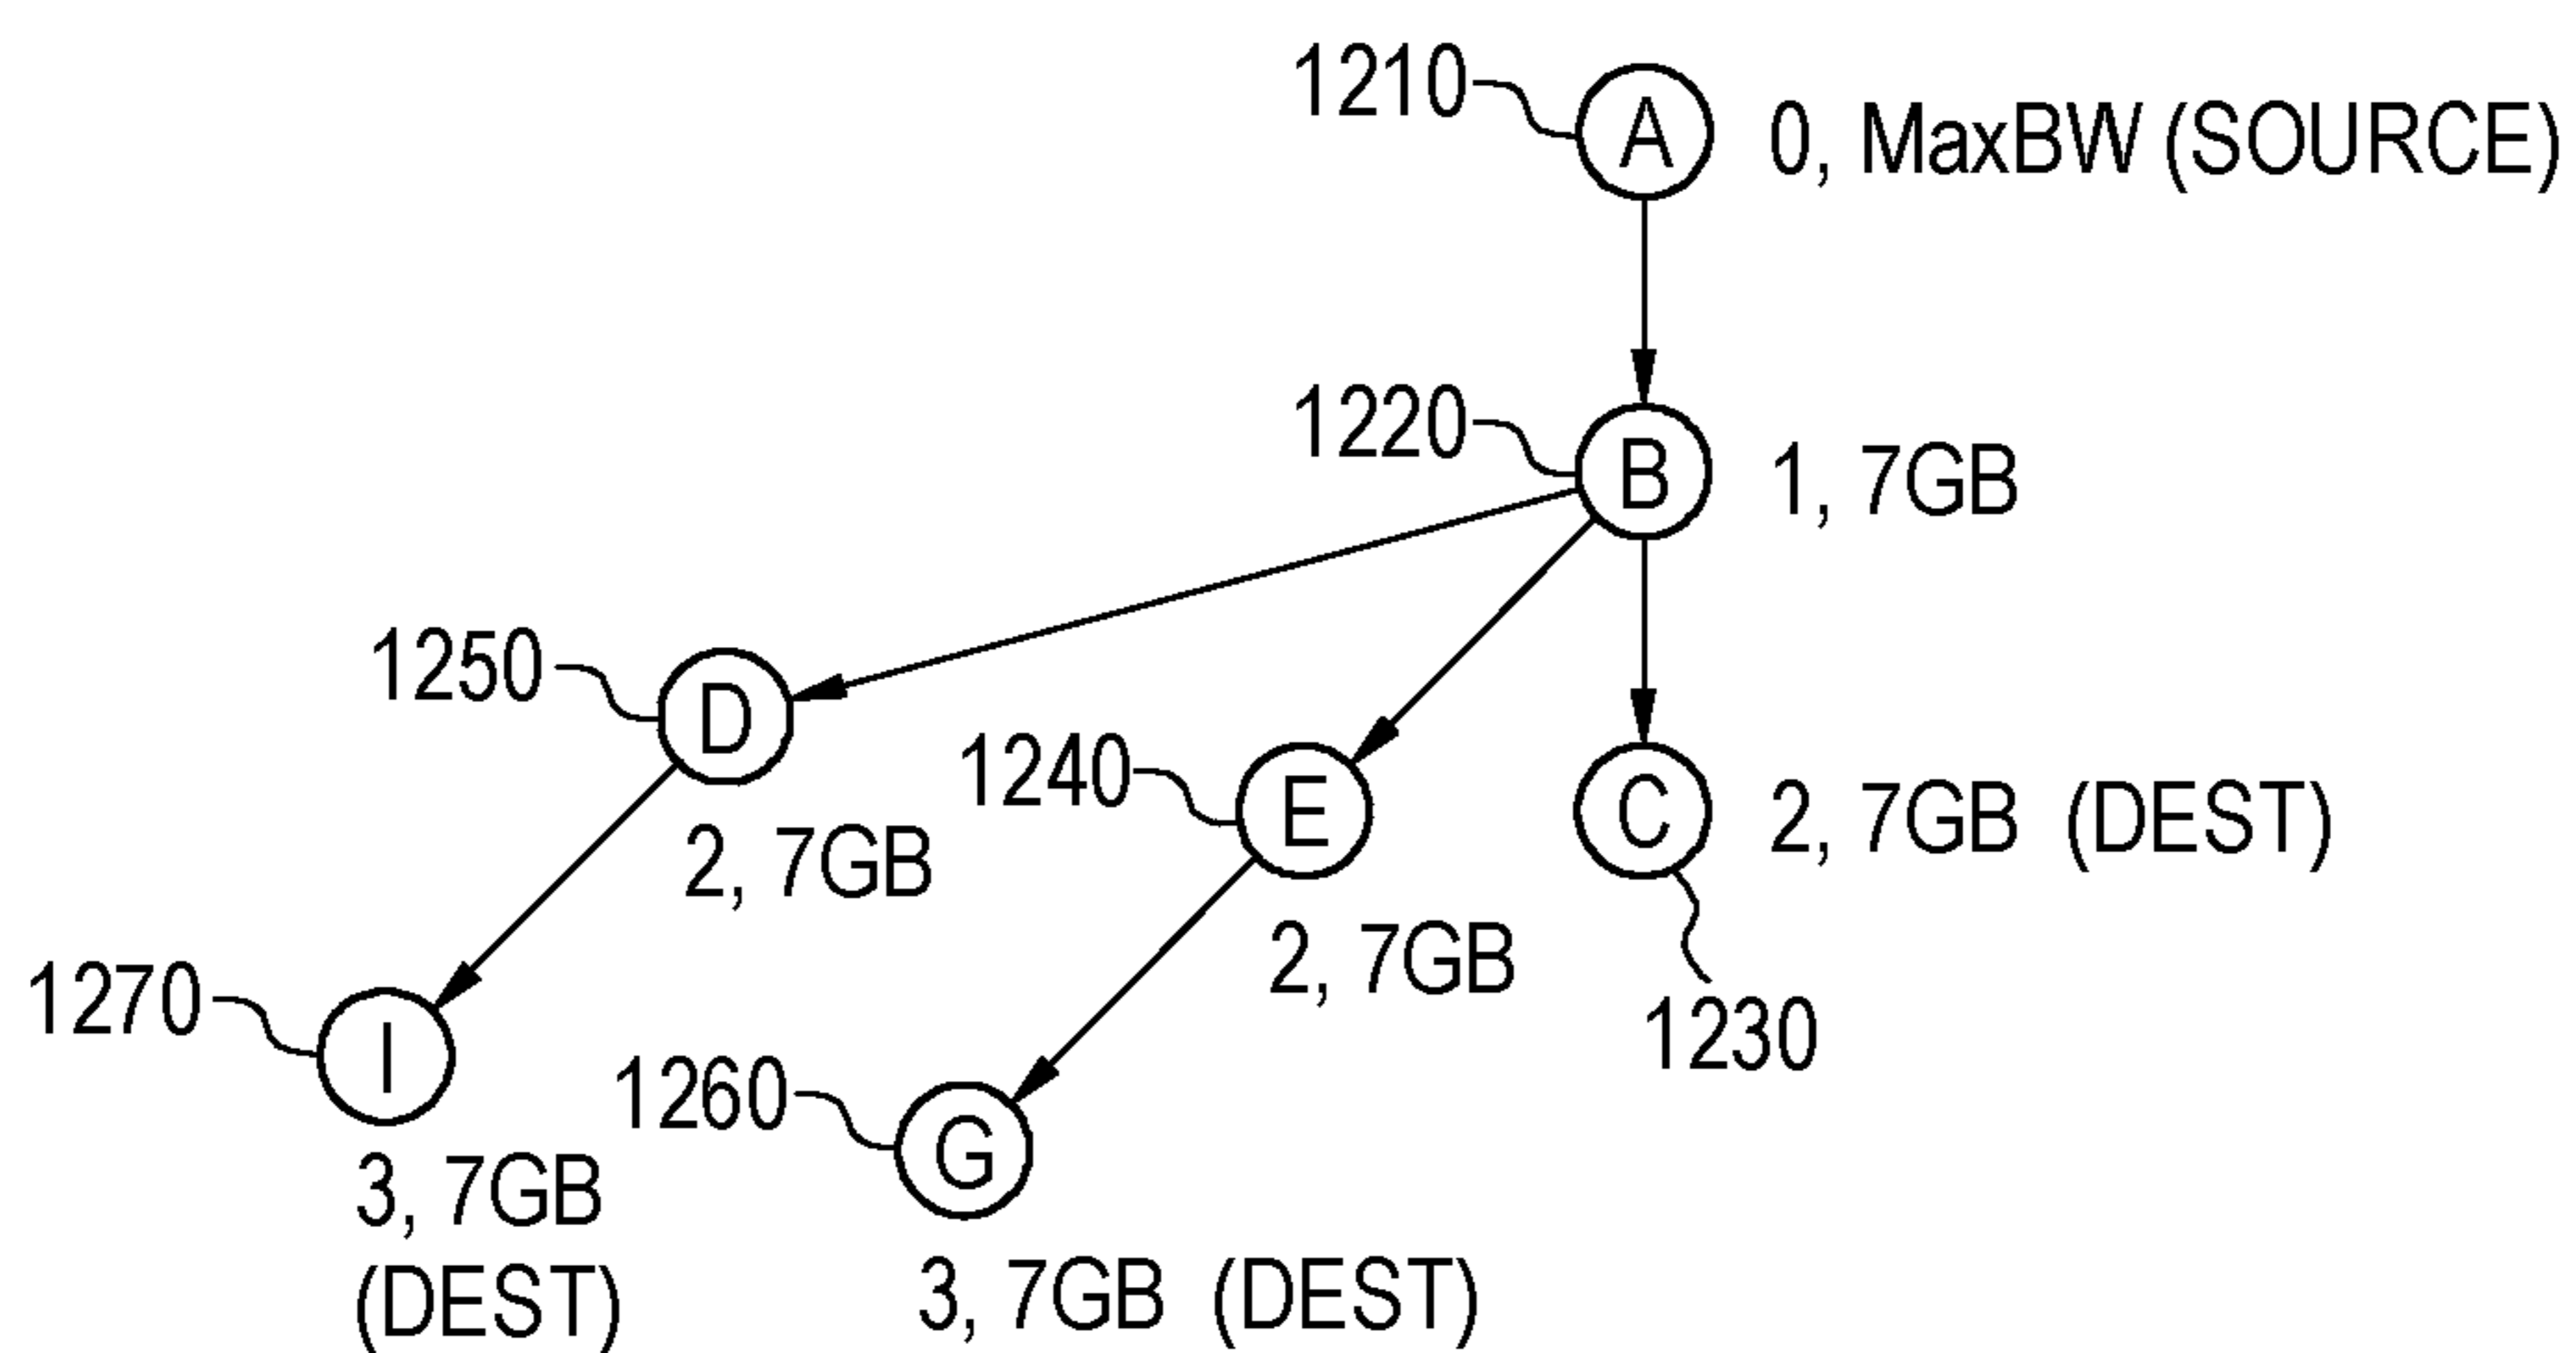 1210
A
0, MaxBW (SOURCE)
1220
B
1, 7GB
1250
D
2, 7GB
1240
E
2, 7GB
C
2, 7GB (DEST)
1230
1270
I
3, 7GB
(DEST)
1260
G
3, 7GB (DEST)